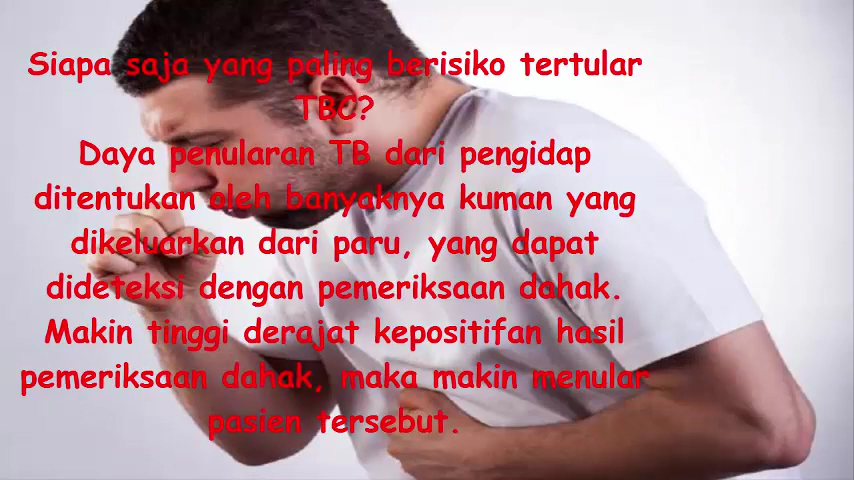 Siapa saja yang paling berisiko tertular
TBC?
Daya penularan TB dari pengidap
ditentukan oleh banyaknya kuman yang
dikeluarkan dari paru, yang dapat
dideteksi dengan pemeriksaan dahak.
Makin tinggi derajat kepositifan hasil
pemeriksaan dahak, maka makin menular
pasien tersebut.